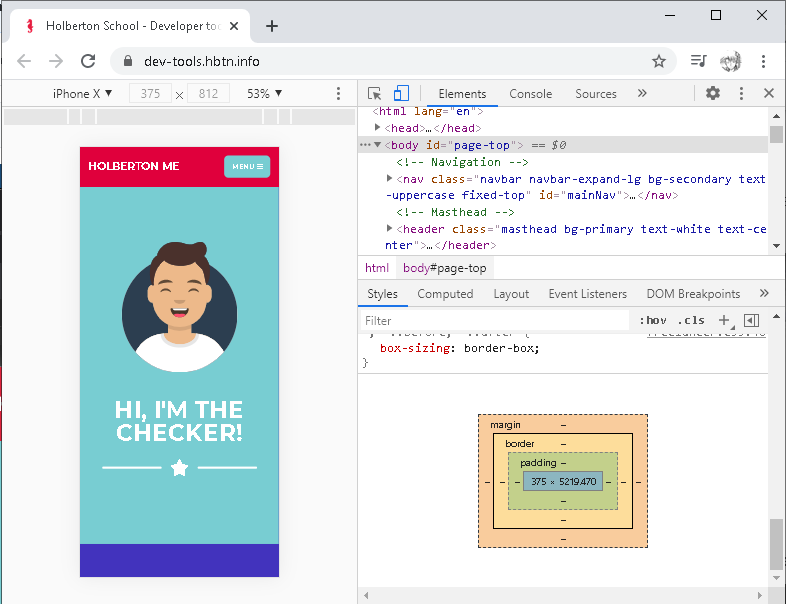 Holberton School - Developer too
dev-tools.hbtn.info
iPhone X ▼ 375 × 812 53% ▼
Elements Console Sources »
<html lang="en">
<head>…</head>
<body id="page-top"> == $0
<!-- Navigation -->
<nav class="navbar navbar-expand-lg bg-secondary text
-uppercase fixed-top" id="mainNav">…</nav>
<!-- Masthead -->
<header class="masthead bg-primary text-white text-ce
nter">…</header>
html body#page-top
Styles Computed Layout Event Listeners DOM Breakpoints »
Filter :hov .cls +
box-sizing: border-box;
}
margin –
border –
padding –
– – – 375 × 5219.470 – – –
–
–
–
HOLBERTON ME MENU
HI, I'M THE
CHECKER!